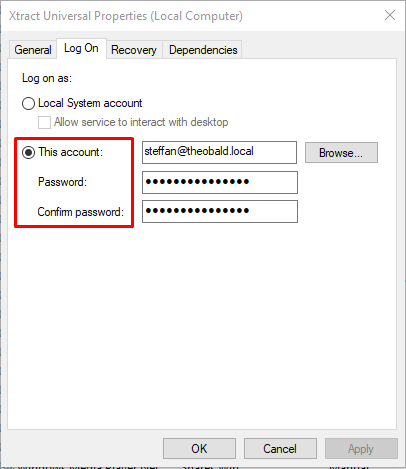 Xtract Universal Properties (Local Computer)
General Log On Recovery Dependencies
Log on as:
Local System account
Allow service to interact with desktop
This account: steffan@theobald.local Browse...
Password: •••••••••••••••
Confirm password: •••••••••••••••
OK Cancel Apply